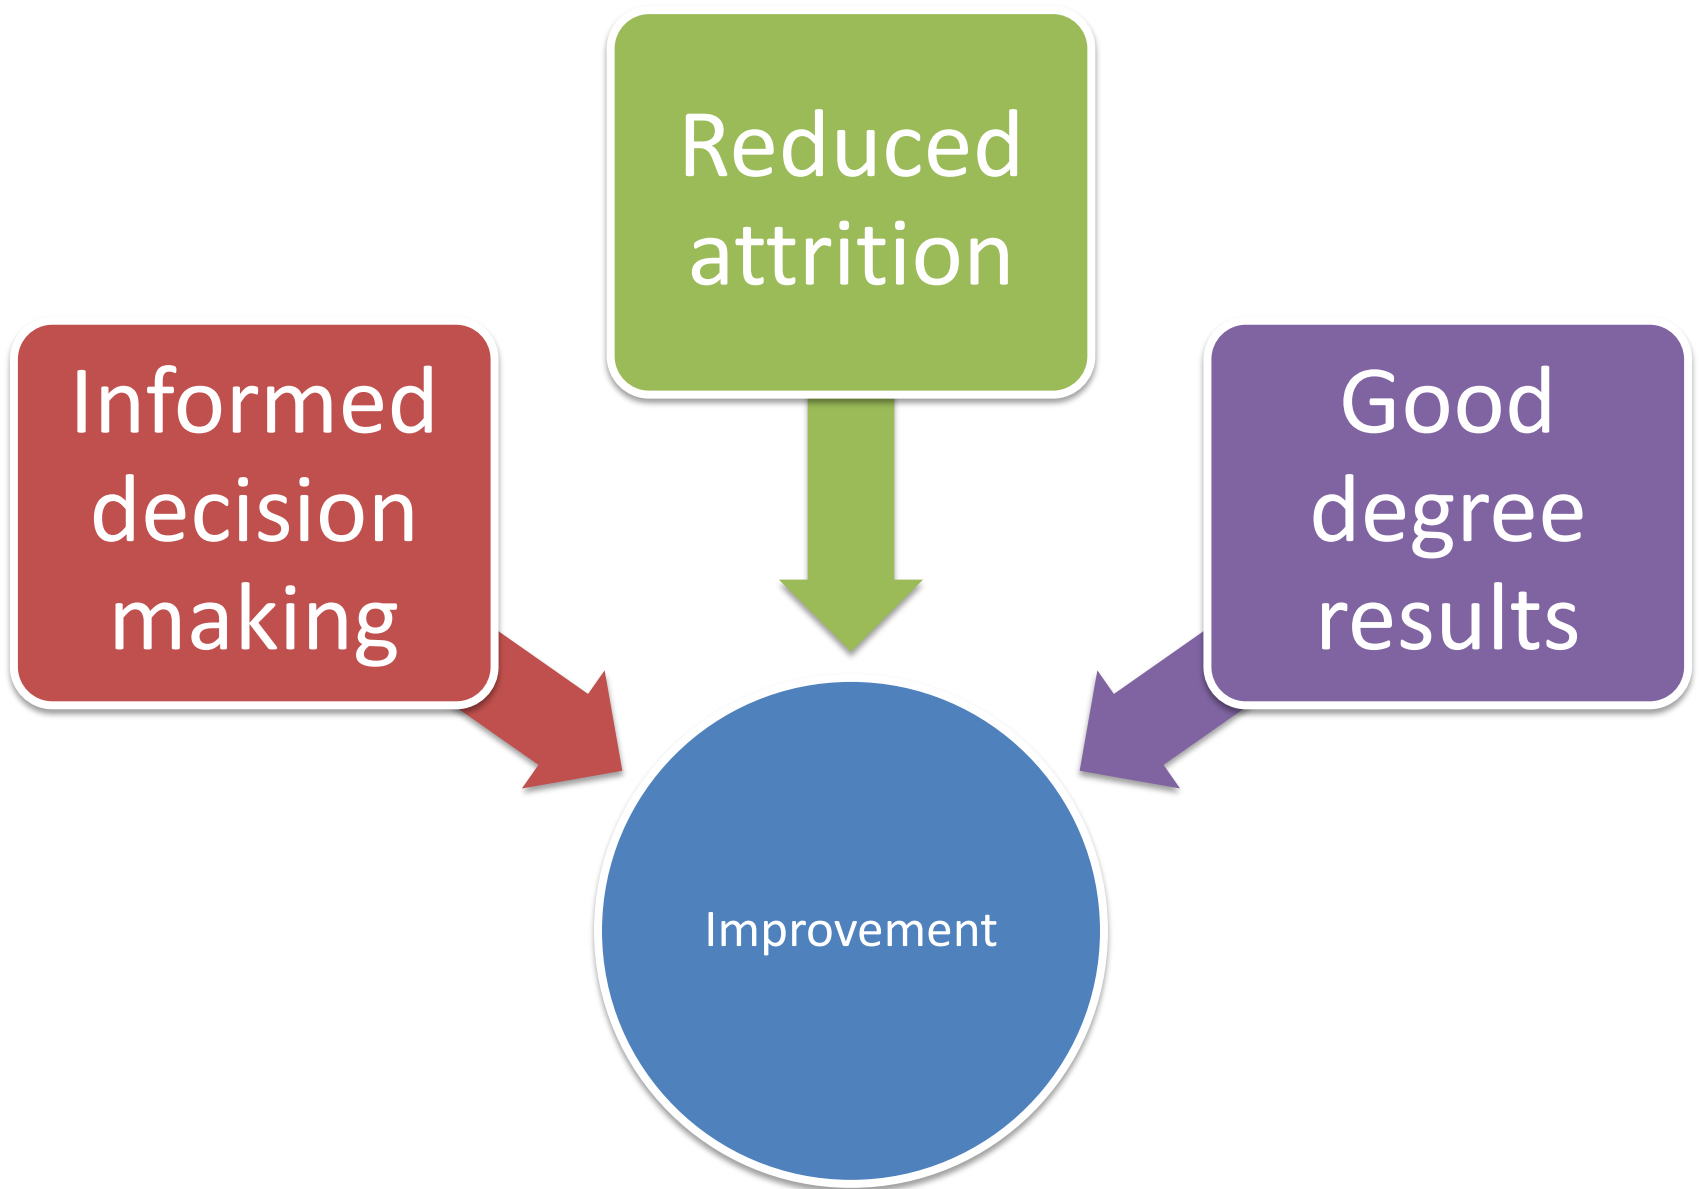 Reduced
attrition
Informed
decision
making
Good
degree
results
Improvement